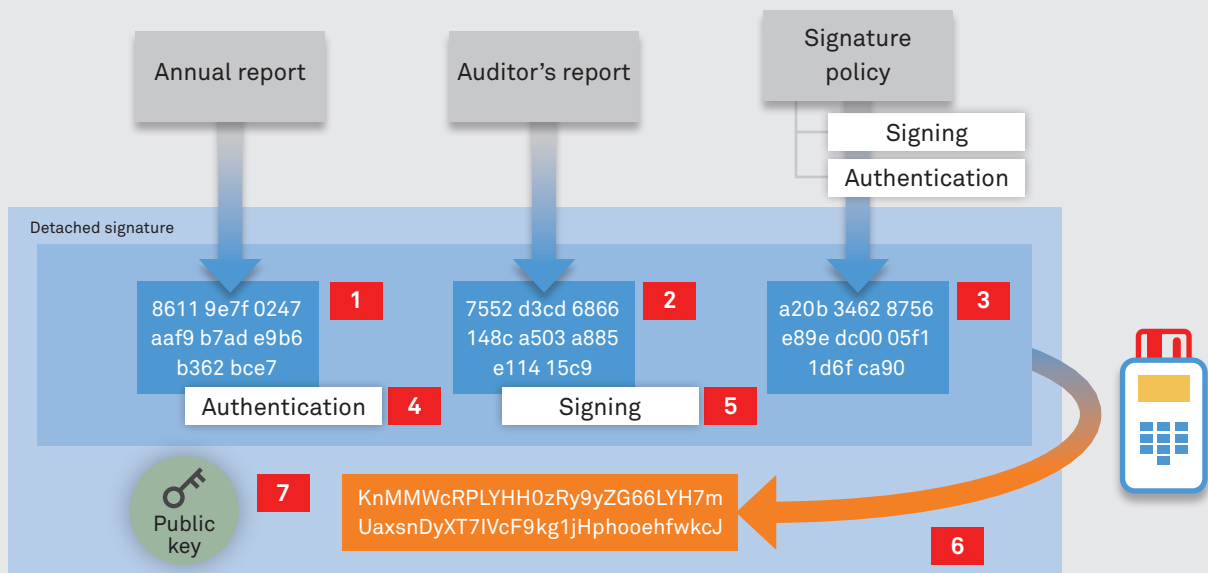 Annual report
Auditor's report
Signature
policy
Signing
Authentication
Detached signature
8611 9e7f 0247
aaf9 b7ad e9b6
b362 bce7
1
7552 d3cd 6866
148c a503 a885
e114 15c9
2
a20b 3462 8756
e89e dc00 05f1
1d6f ca90
3
Authentication
4
Signing
5
Public
key
7
KnMMWcRPLYHH0zRy9yZG66LYH7m
UaxsnDyXT7IVcF9kg1jHphooehfwkcJ
6